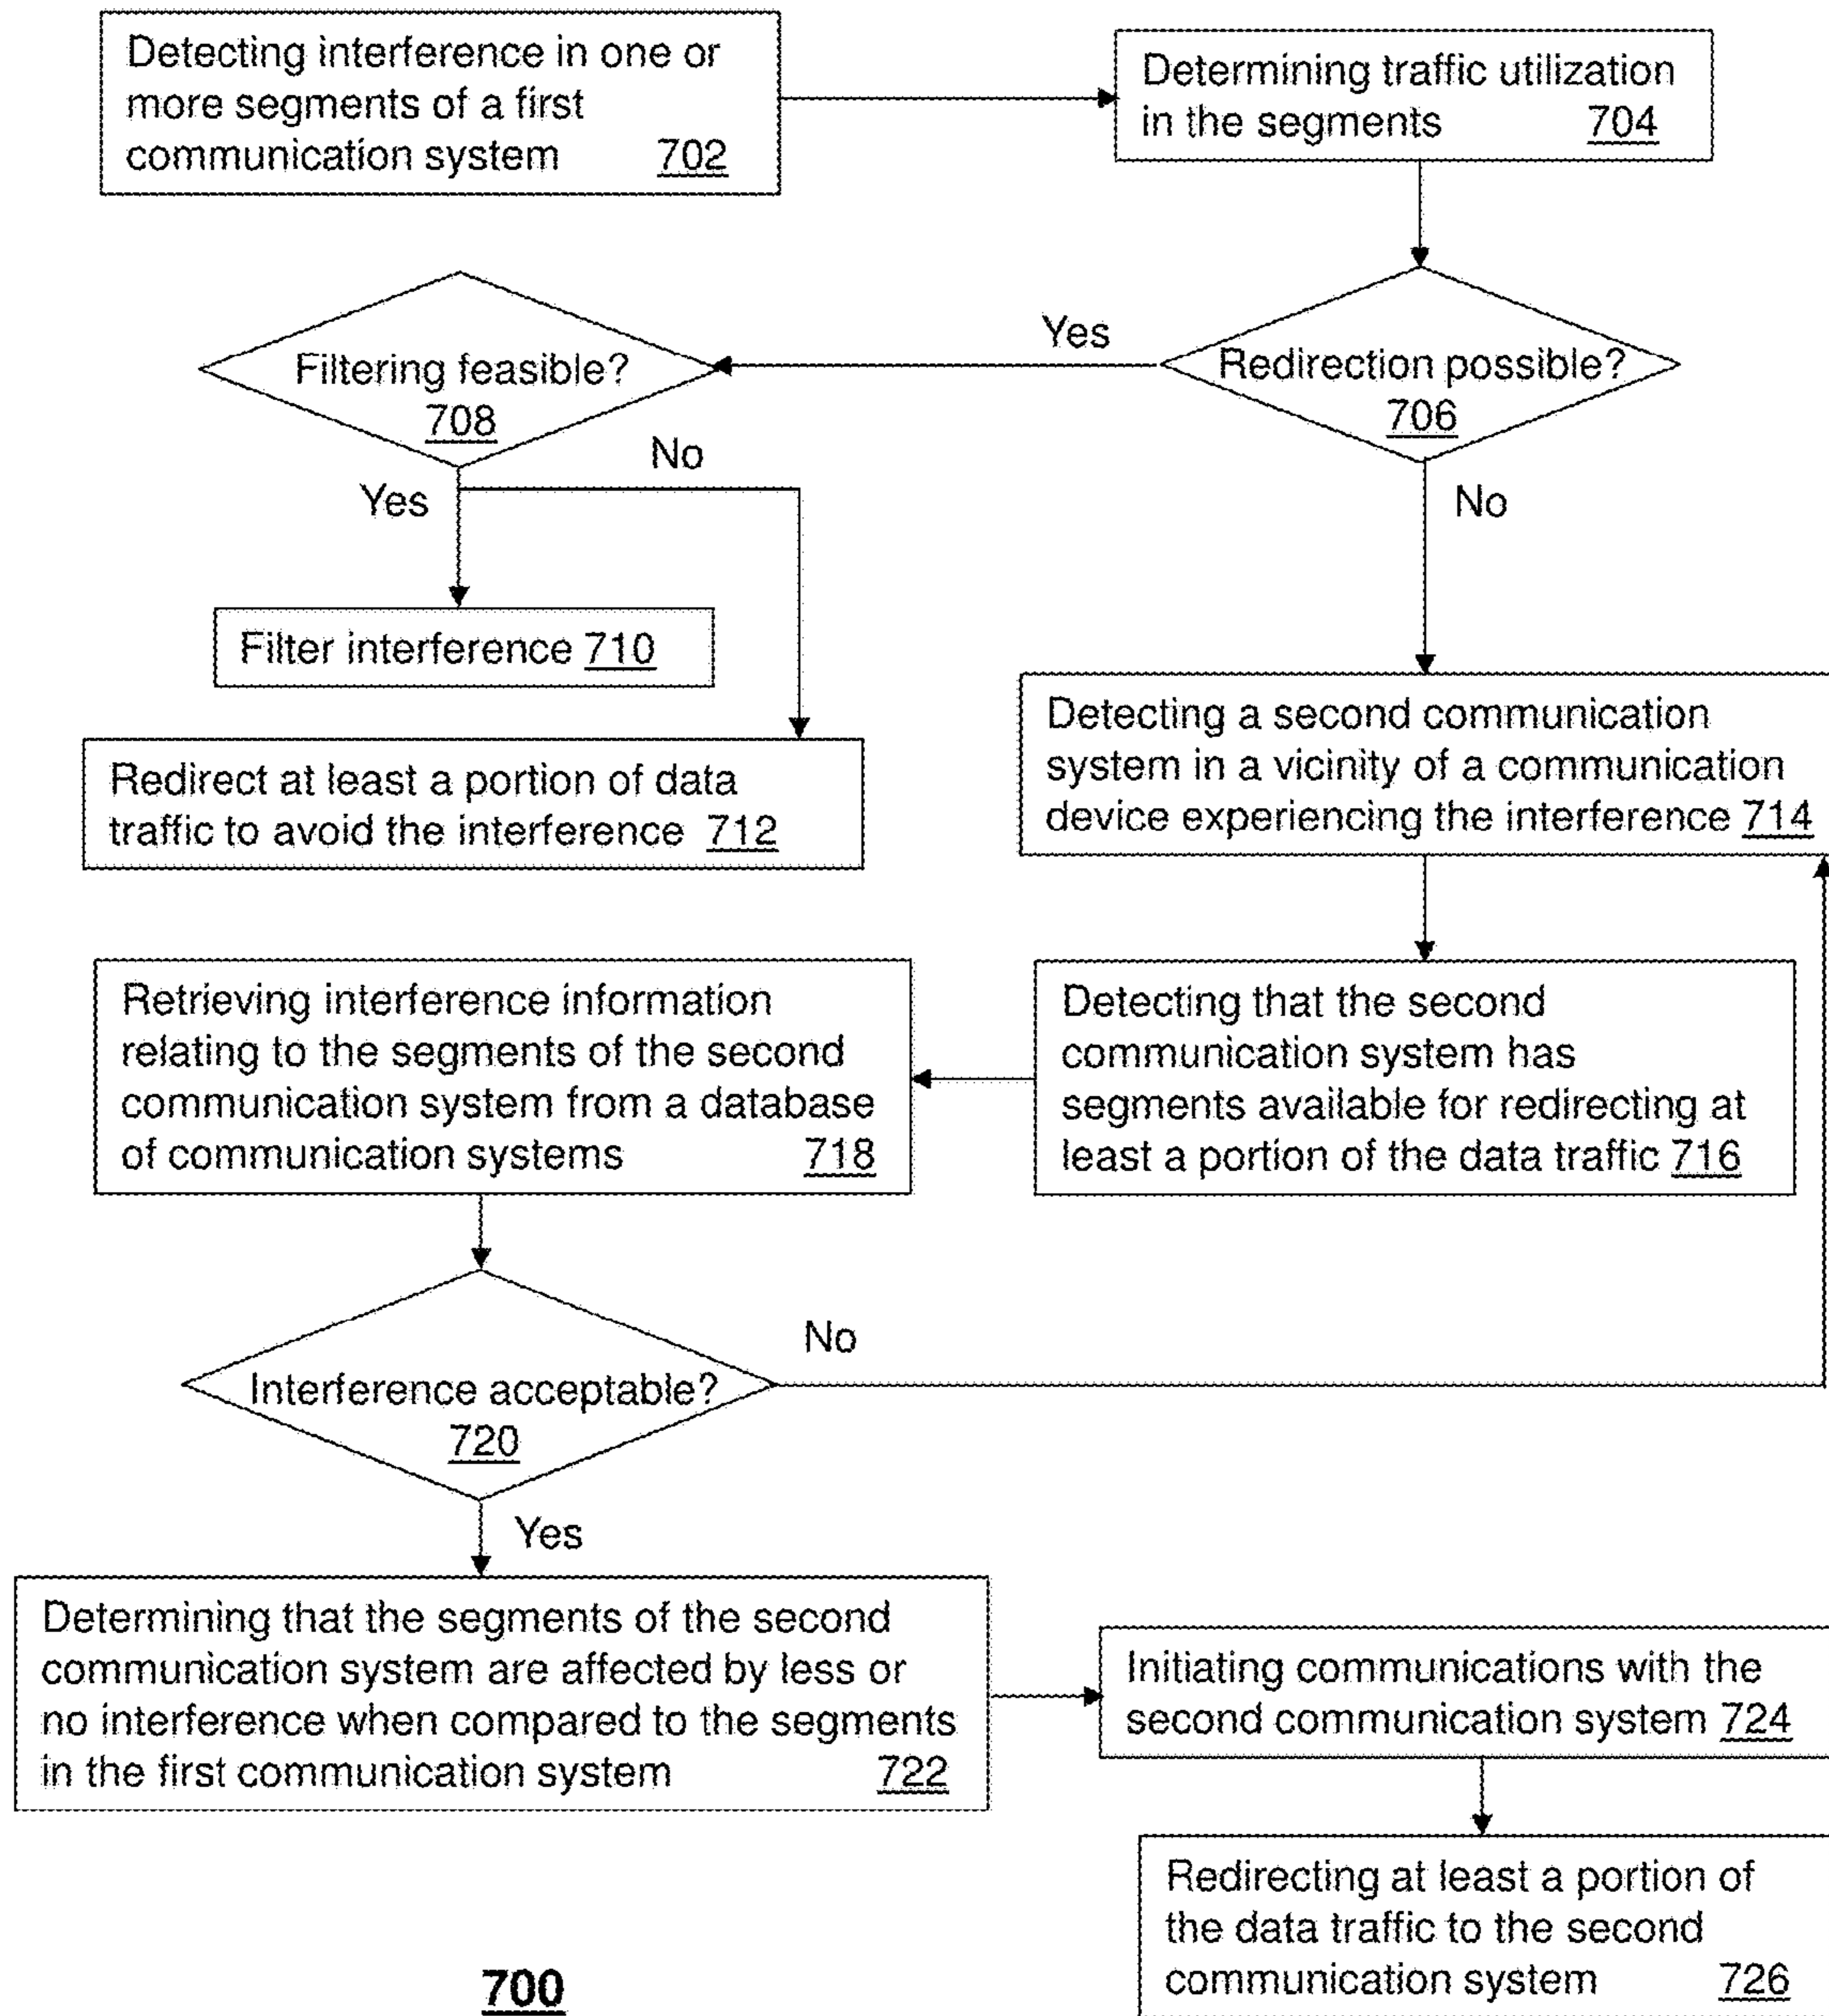 Detecting interference in one or
more segments of a first
communication system 702
Determining traffic utilization
in the segments 704
Redirection possible?
706
Yes
No
Filtering feasible?
708
Yes
No
Filter interference 710
Redirect at least a portion of data
traffic to avoid the interference 712
Detecting a second communication
system in a vicinity of a communication
device experiencing the interference 714
Detecting that the second
communication system has
segments available for redirecting at
least a portion of the data traffic 716
Retrieving interference information
relating to the segments of the second
communication system from a database
of communication systems 718
Interference acceptable?
720
No
Yes
Determining that the segments of the second
communication system are affected by less or
no interference when compared to the segments
in the first communication system 722
Initiating communications with the
second communication system 724
Redirecting at least a portion of
the data traffic to the second
communication system 726
700